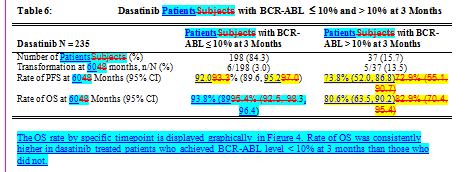 Table 6: Dasatinib PatientsSubjects with BCR-ABL ≤ 10% and > 10% at 3 Months
PatientsSubjects with BCR- PatientsSubjects with BCR-
Dasatinib N = 235 ABL ≤ 10% at 3 Months ABL > 10% at 3 Months
Number of PatientsSubjects (%) 198 (84.3) 37 (15.7)
Transformation at 6048 months, n/N (%) 6/198 (3.0) 5/37 (13.5)
Rate of PFS at 6048 Months (95% CI) 92.093.3% (89.6, 95.297.0) 73.8% (52.0, 86.8)72.9% (55.1,
90.7)
Rate of OS at 6048 Months (95% CI) 93.8% (8995.4% (92.5, 98.3, 80.6% (63.5, 90.2)82.9% (70.4,
96.4) 95.4)
The OS rate by specific timepoint is displayed graphically in Figure 4. Rate of OS was consistently
higher in dasatinib treated patients who achieved BCR-ABL level < 10% at 3 months than those who
did not.